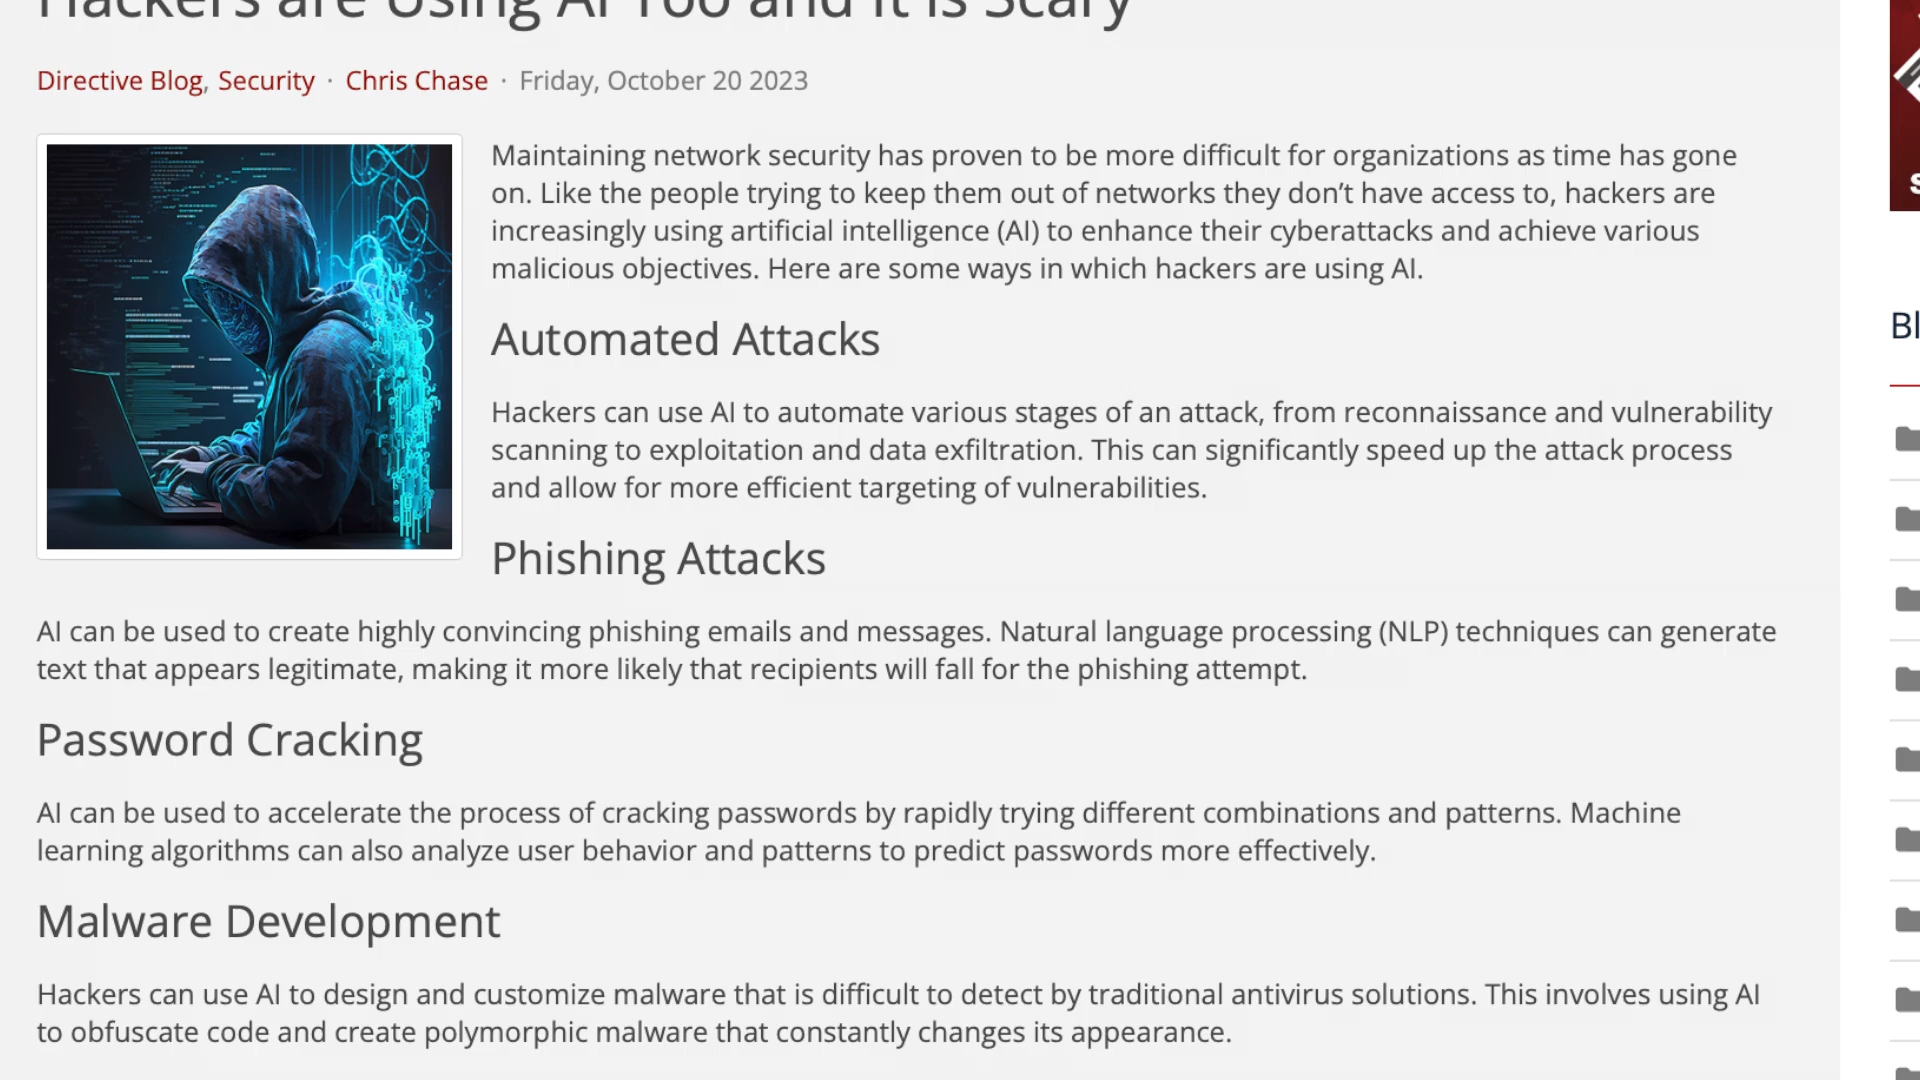 Hackers are Using AI Too and It is Scary
Directive Blog, Security · Chris Chase · Friday, October 20 2023
Maintaining network security has proven to be more difficult for organizations as time has gone
on. Like the people trying to keep them out of networks they don’t have access to, hackers are
increasingly using artificial intelligence (AI) to enhance their cyberattacks and achieve various
malicious objectives. Here are some ways in which hackers are using AI.
Automated Attacks
Hackers can use AI to automate various stages of an attack, from reconnaissance and vulnerability
scanning to exploitation and data exfiltration. This can significantly speed up the attack process
and allow for more efficient targeting of vulnerabilities.
Phishing Attacks
AI can be used to create highly convincing phishing emails and messages. Natural language processing (NLP) techniques can generate
text that appears legitimate, making it more likely that recipients will fall for the phishing attempt.
Password Cracking
AI can be used to accelerate the process of cracking passwords by rapidly trying different combinations and patterns. Machine
learning algorithms can also analyze user behavior and patterns to predict passwords more effectively.
Malware Development
Hackers can use AI to design and customize malware that is difficult to detect by traditional antivirus solutions. This involves using AI
to obfuscate code and create polymorphic malware that constantly changes its appearance.